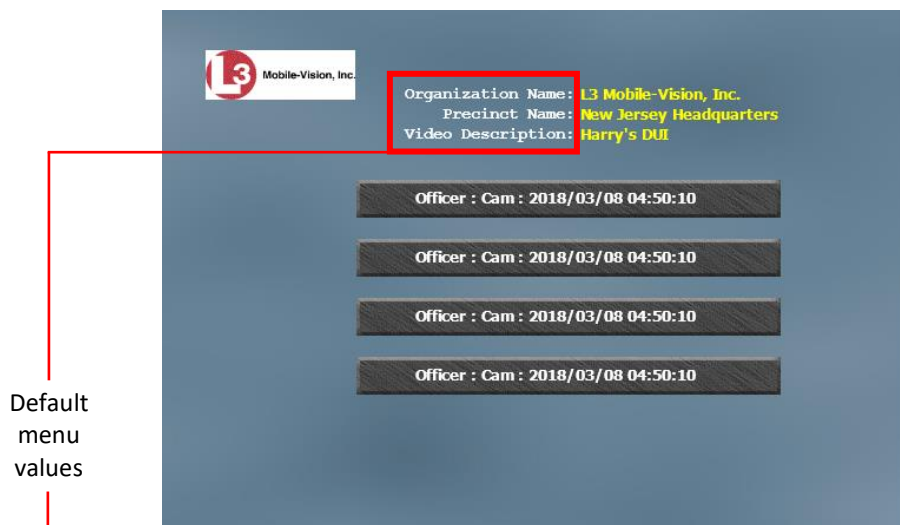 L3 Mobile-Vision, Inc.
Organization Name: L3 Mobile-Vision, Inc.
Precinct Name: New Jersey Headquarters
Video Description: Harry's DUI
Officer : Cam : 2018/03/08 04:50:10
Officer : Cam : 2018/03/08 04:50:10
Officer : Cam : 2018/03/08 04:50:10
Officer : Cam : 2018/03/08 04:50:10
Default
menu
values